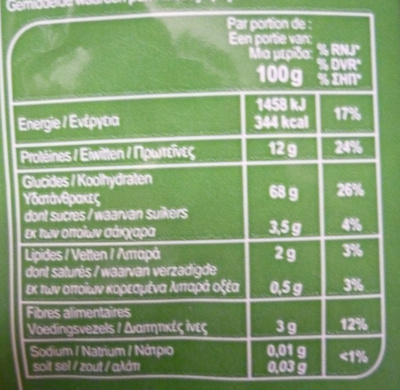 Gemiddelde waarden
Par portion de :
Een portie van:
Μια μερίδα:
100g
% RNJ*
% DVR*
% ΣΗΠ*
Energie / Ενέργεια
1458 kJ
344 kcal
17%
Protéines / Eiwitten / Πρωτεΐνες
12 g
24%
Glucides / Koolhydraten
Υδατάνθρακες
68 g
26%
dont sucres / waarvan suikers
εκ των οποίων σάκχαρα
3,5 g
4%
Lipides / Vetten / Λιπαρά
2 g
3%
dont saturés / waarvan verzadigde
εκ των οποίων κορεσμένα λιπαρά οξέα
0,5 g
3%
Fibres alimentaires
Voedingsvezels / Διαιτητικές ίνες
3 g
12%
Sodium / Natrium / Νάτριο
0,01 g
<1%
soit sel / zout / αλάτι
0,03 g